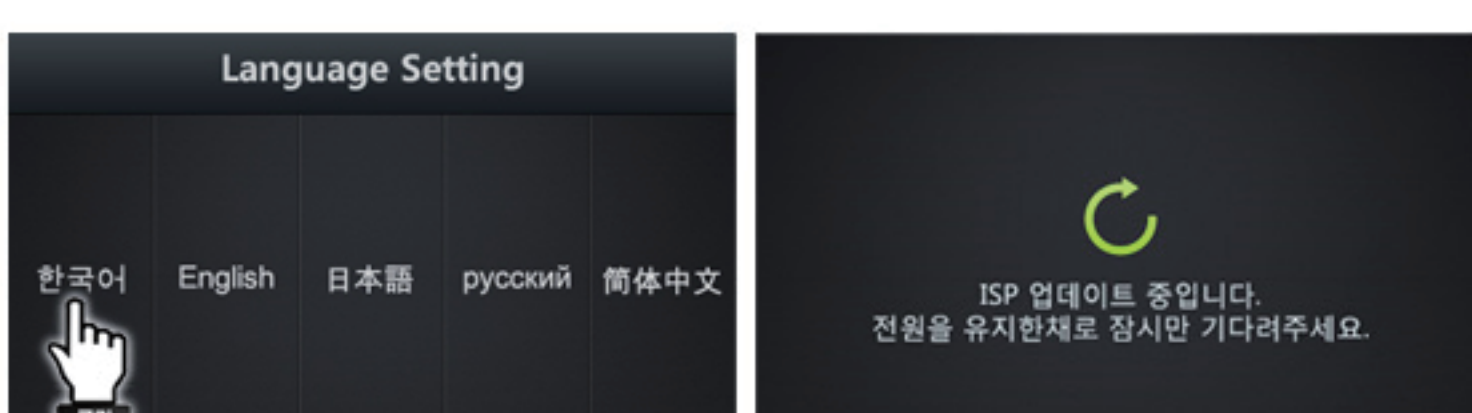 Language Setting
한국어 English 日本語 русский 简体中文
ISP 업데이트 중입니다.
전원을 유지한채로 잠시만 기다려주세요.